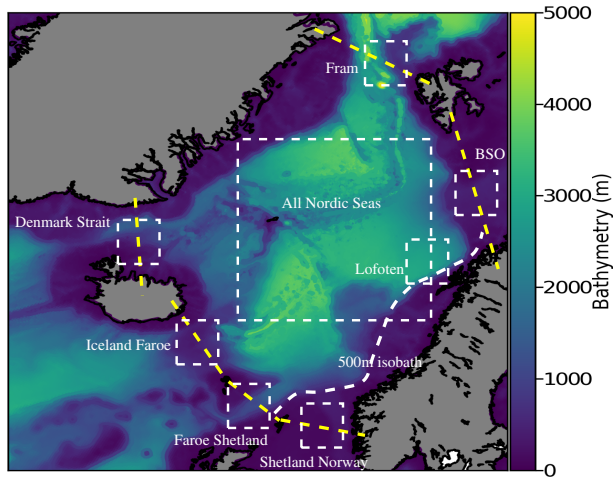 Fram
BSO
All Nordic Seas
Denmark Strait
Lofoten
Iceland Faroe
500m isobath
Faroe Shetland
Shetland Norway
5000
4000
3000
2000
1000
0
Bathymetry (m)